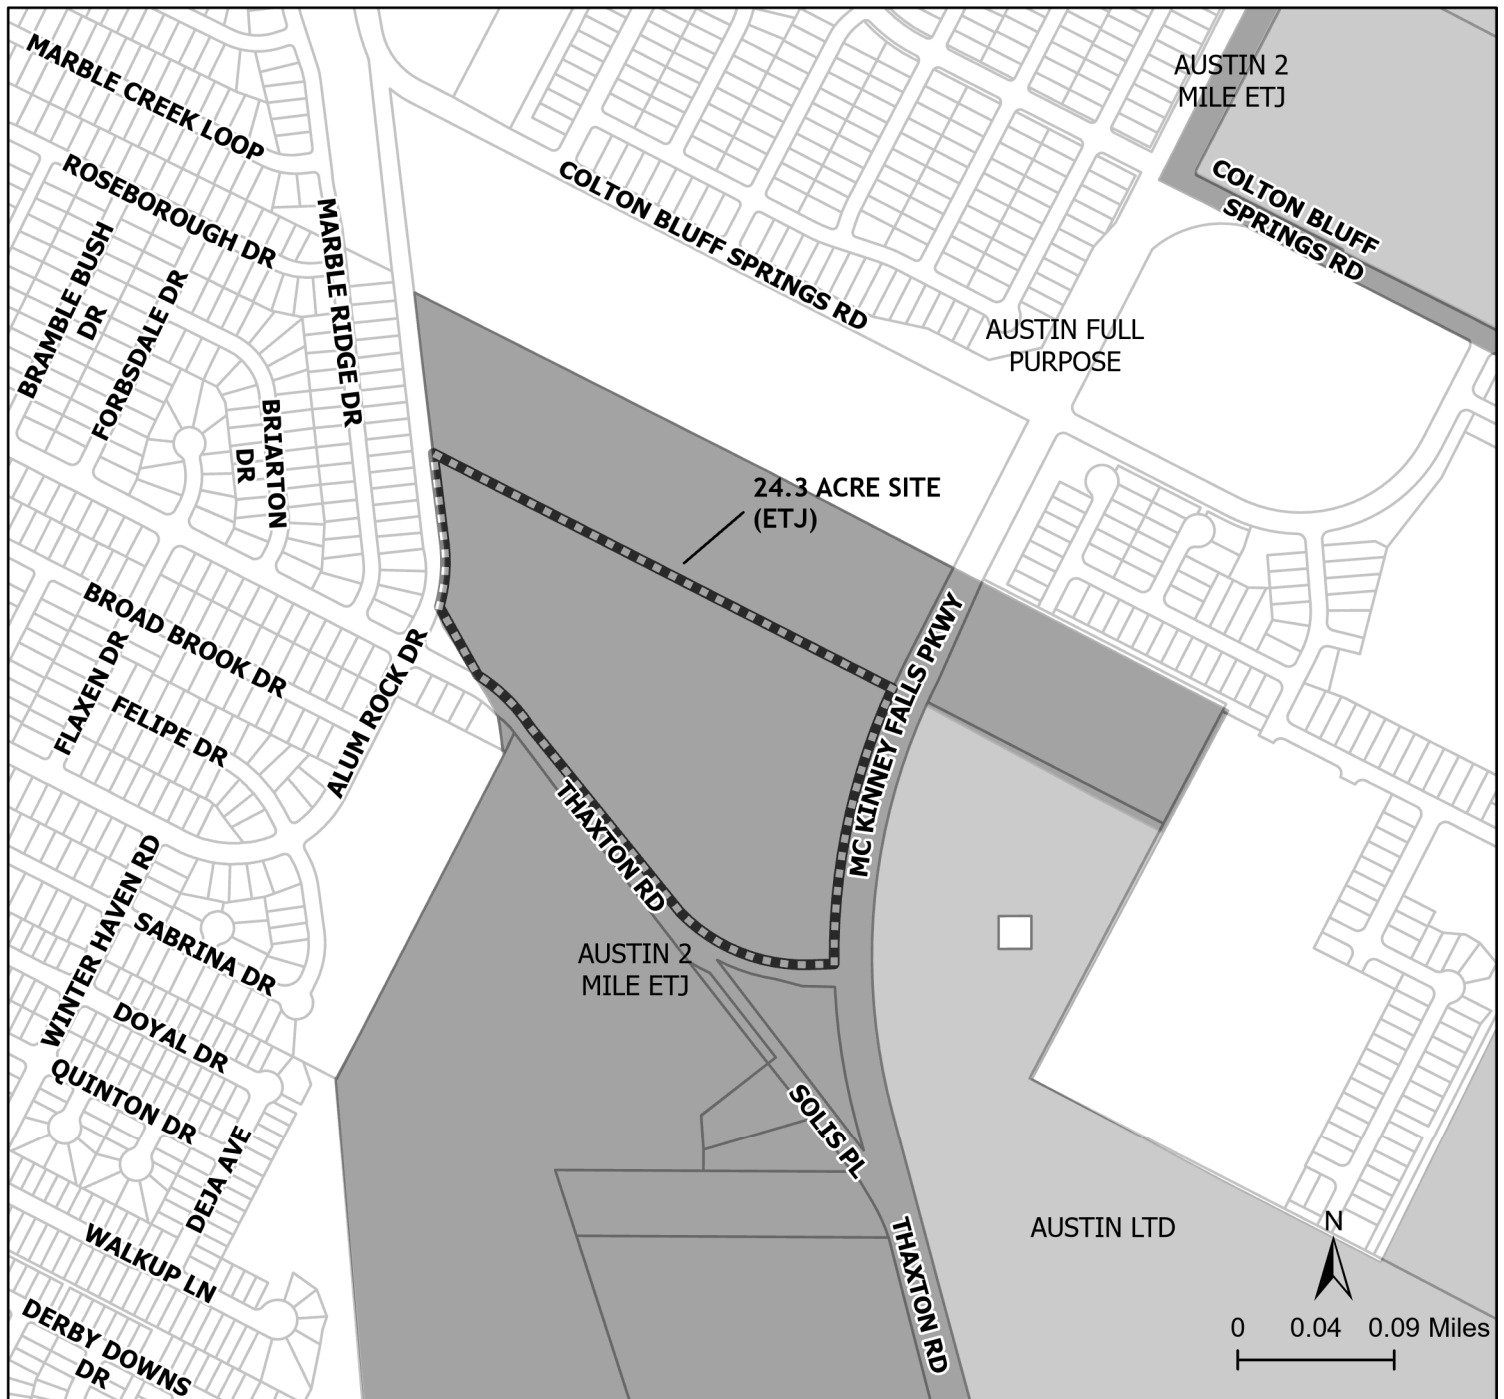 MARBLE CREEK LOOP
AUSTIN 2
MILE ETJ
ROSEBOROUGH DR
COLTON BLUFF SPRINGS RD
COLTON BLUFF
SPRINGS RD
MARBLE RIDGE DR
BRAMBLE BUSH
DR
FORBSDALE DR
AUSTIN FULL
PURPOSE
BRIARTON
DR
24.3 ACRE SITE
(ETJ)
BROAD BROOK DR
FLAXEN DR
FELIPE DR
ALUM ROCK DR
MC KINNEY FALLS PKWY
THAXTON RD
WINTER HAVEN RD
SABRINA DR
AUSTIN 2
MILE ETJ
DOYAL DR
QUINTON DR
DEJA AVE
SOLIS PL
WALKUP LN
AUSTIN LTD
THAXTON RD
N
DERBY DOWNS
DR
0 0.04 0.09 Miles